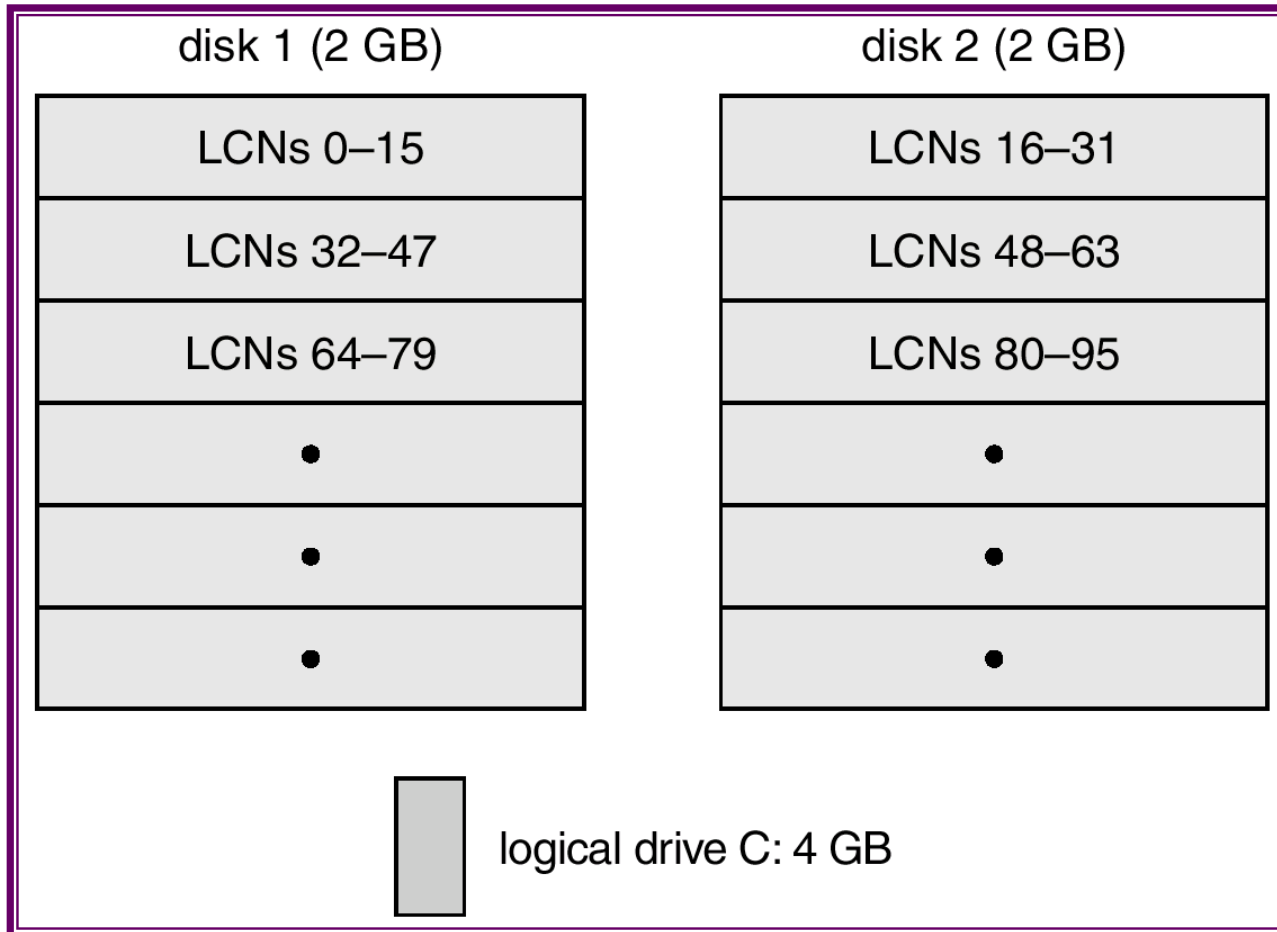 disk 1 (2 GB)
disk 2 (2 GB)
LCNs 0–15
LCNs 16–31
LCNs 32–47
LCNs 48–63
LCNs 64–79
LCNs 80–95
logical drive C: 4 GB